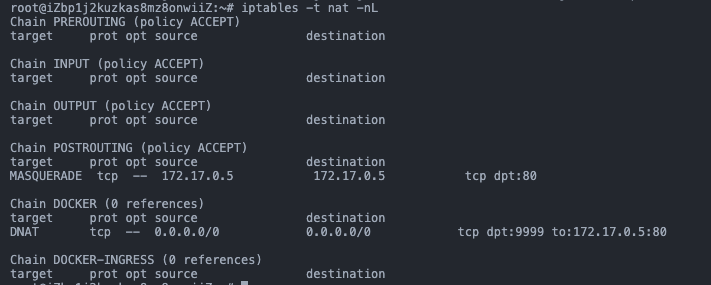 root@iZbp1j2kuzkas8mz8onwiiZ:~# iptables -t nat -nL
Chain PREROUTING (policy ACCEPT)
target     prot opt source               destination

Chain INPUT (policy ACCEPT)
target     prot opt source               destination

Chain OUTPUT (policy ACCEPT)
target     prot opt source               destination

Chain POSTROUTING (policy ACCEPT)
target     prot opt source               destination
MASQUERADE  tcp  --  172.17.0.5           172.17.0.5           tcp dpt:80

Chain DOCKER (0 references)
target     prot opt source               destination
DNAT       tcp  --  0.0.0.0/0            0.0.0.0/0            tcp dpt:9999 to:172.17.0.5:80

Chain DOCKER-INGRESS (0 references)
target     prot opt source               destination